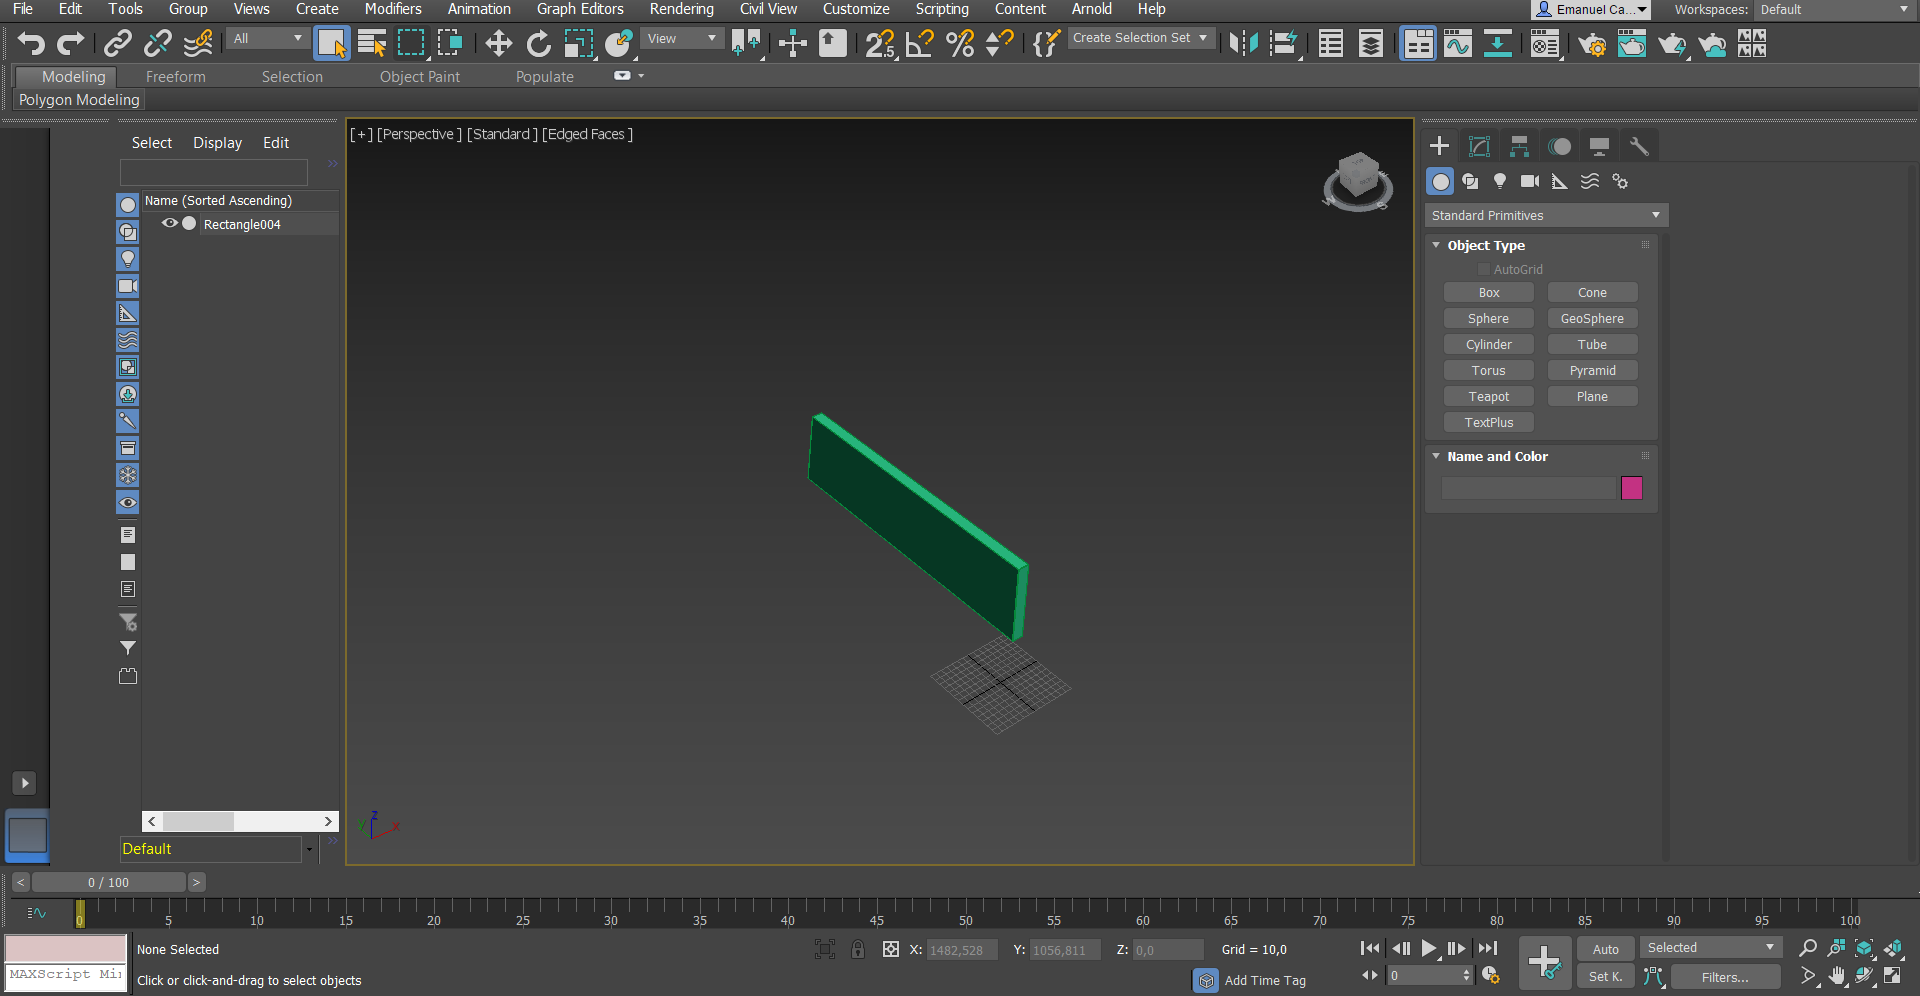 File Edit Tools Group Views Create Modifiers Animation Graph Editors Rendering Civil View Customize Scripting Content Arnold Help Emanuel Ca... Workspaces: Default
All View 2.5 Create Selection Set
Modeling Freeform Selection Object Paint Populate
Polygon Modeling
Select Display Edit
Name (Sorted Ascending)
Rectangle004
Default
[+] [Perspective ] [Standard ] [Edged Faces ]
W S
Z
Y X
Standard Primitives
Object Type
AutoGrid
Box Cone
Sphere GeoSphere
Cylinder Tube
Torus Pyramid
Teapot Plane
TextPlus
Name and Color
< 0 / 100 >
0 5 10 15 20 25 30 35 40 45 50 55 60 65 70 75 80 85 90 95 100
MAXScript Mi
None Selected
Click or click-and-drag to select objects
X: 1482,528 Y: 1056,811 Z: 0,0 Grid = 10,0
Add Time Tag
0
Auto Selected
Set K. Filters...